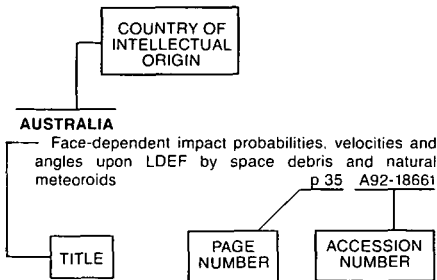 COUNTRY OF
INTELLECTUAL
ORIGIN
AUSTRALIA
Face-dependent impact probabilities, velocities and
angles upon LDEF by space debris and natural
meteoroids p 35 A92-18661
TITLE
PAGE
NUMBER
ACCESSION
NUMBER